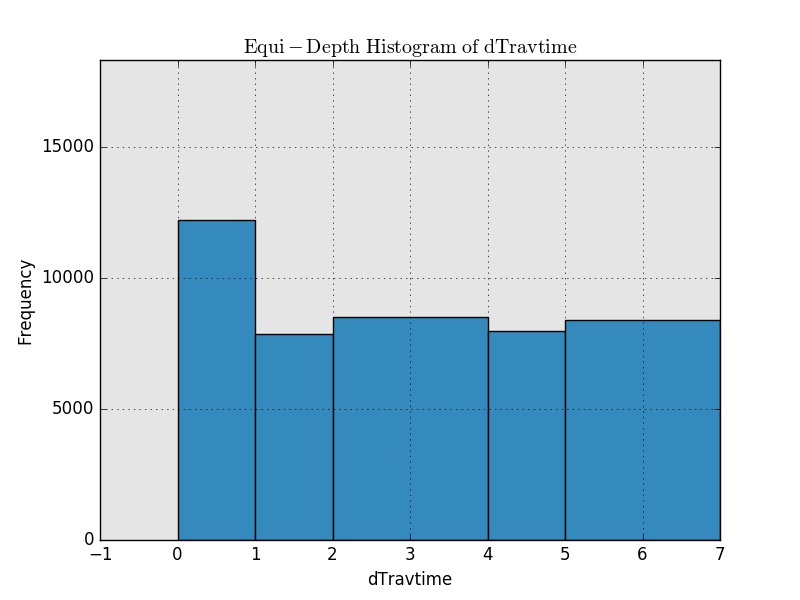 Equi−Depth Histogram of dTravtime
15000
10000
5000
0
Frequency
−1 0 1 2 3 4 5 6 7
dTravtime